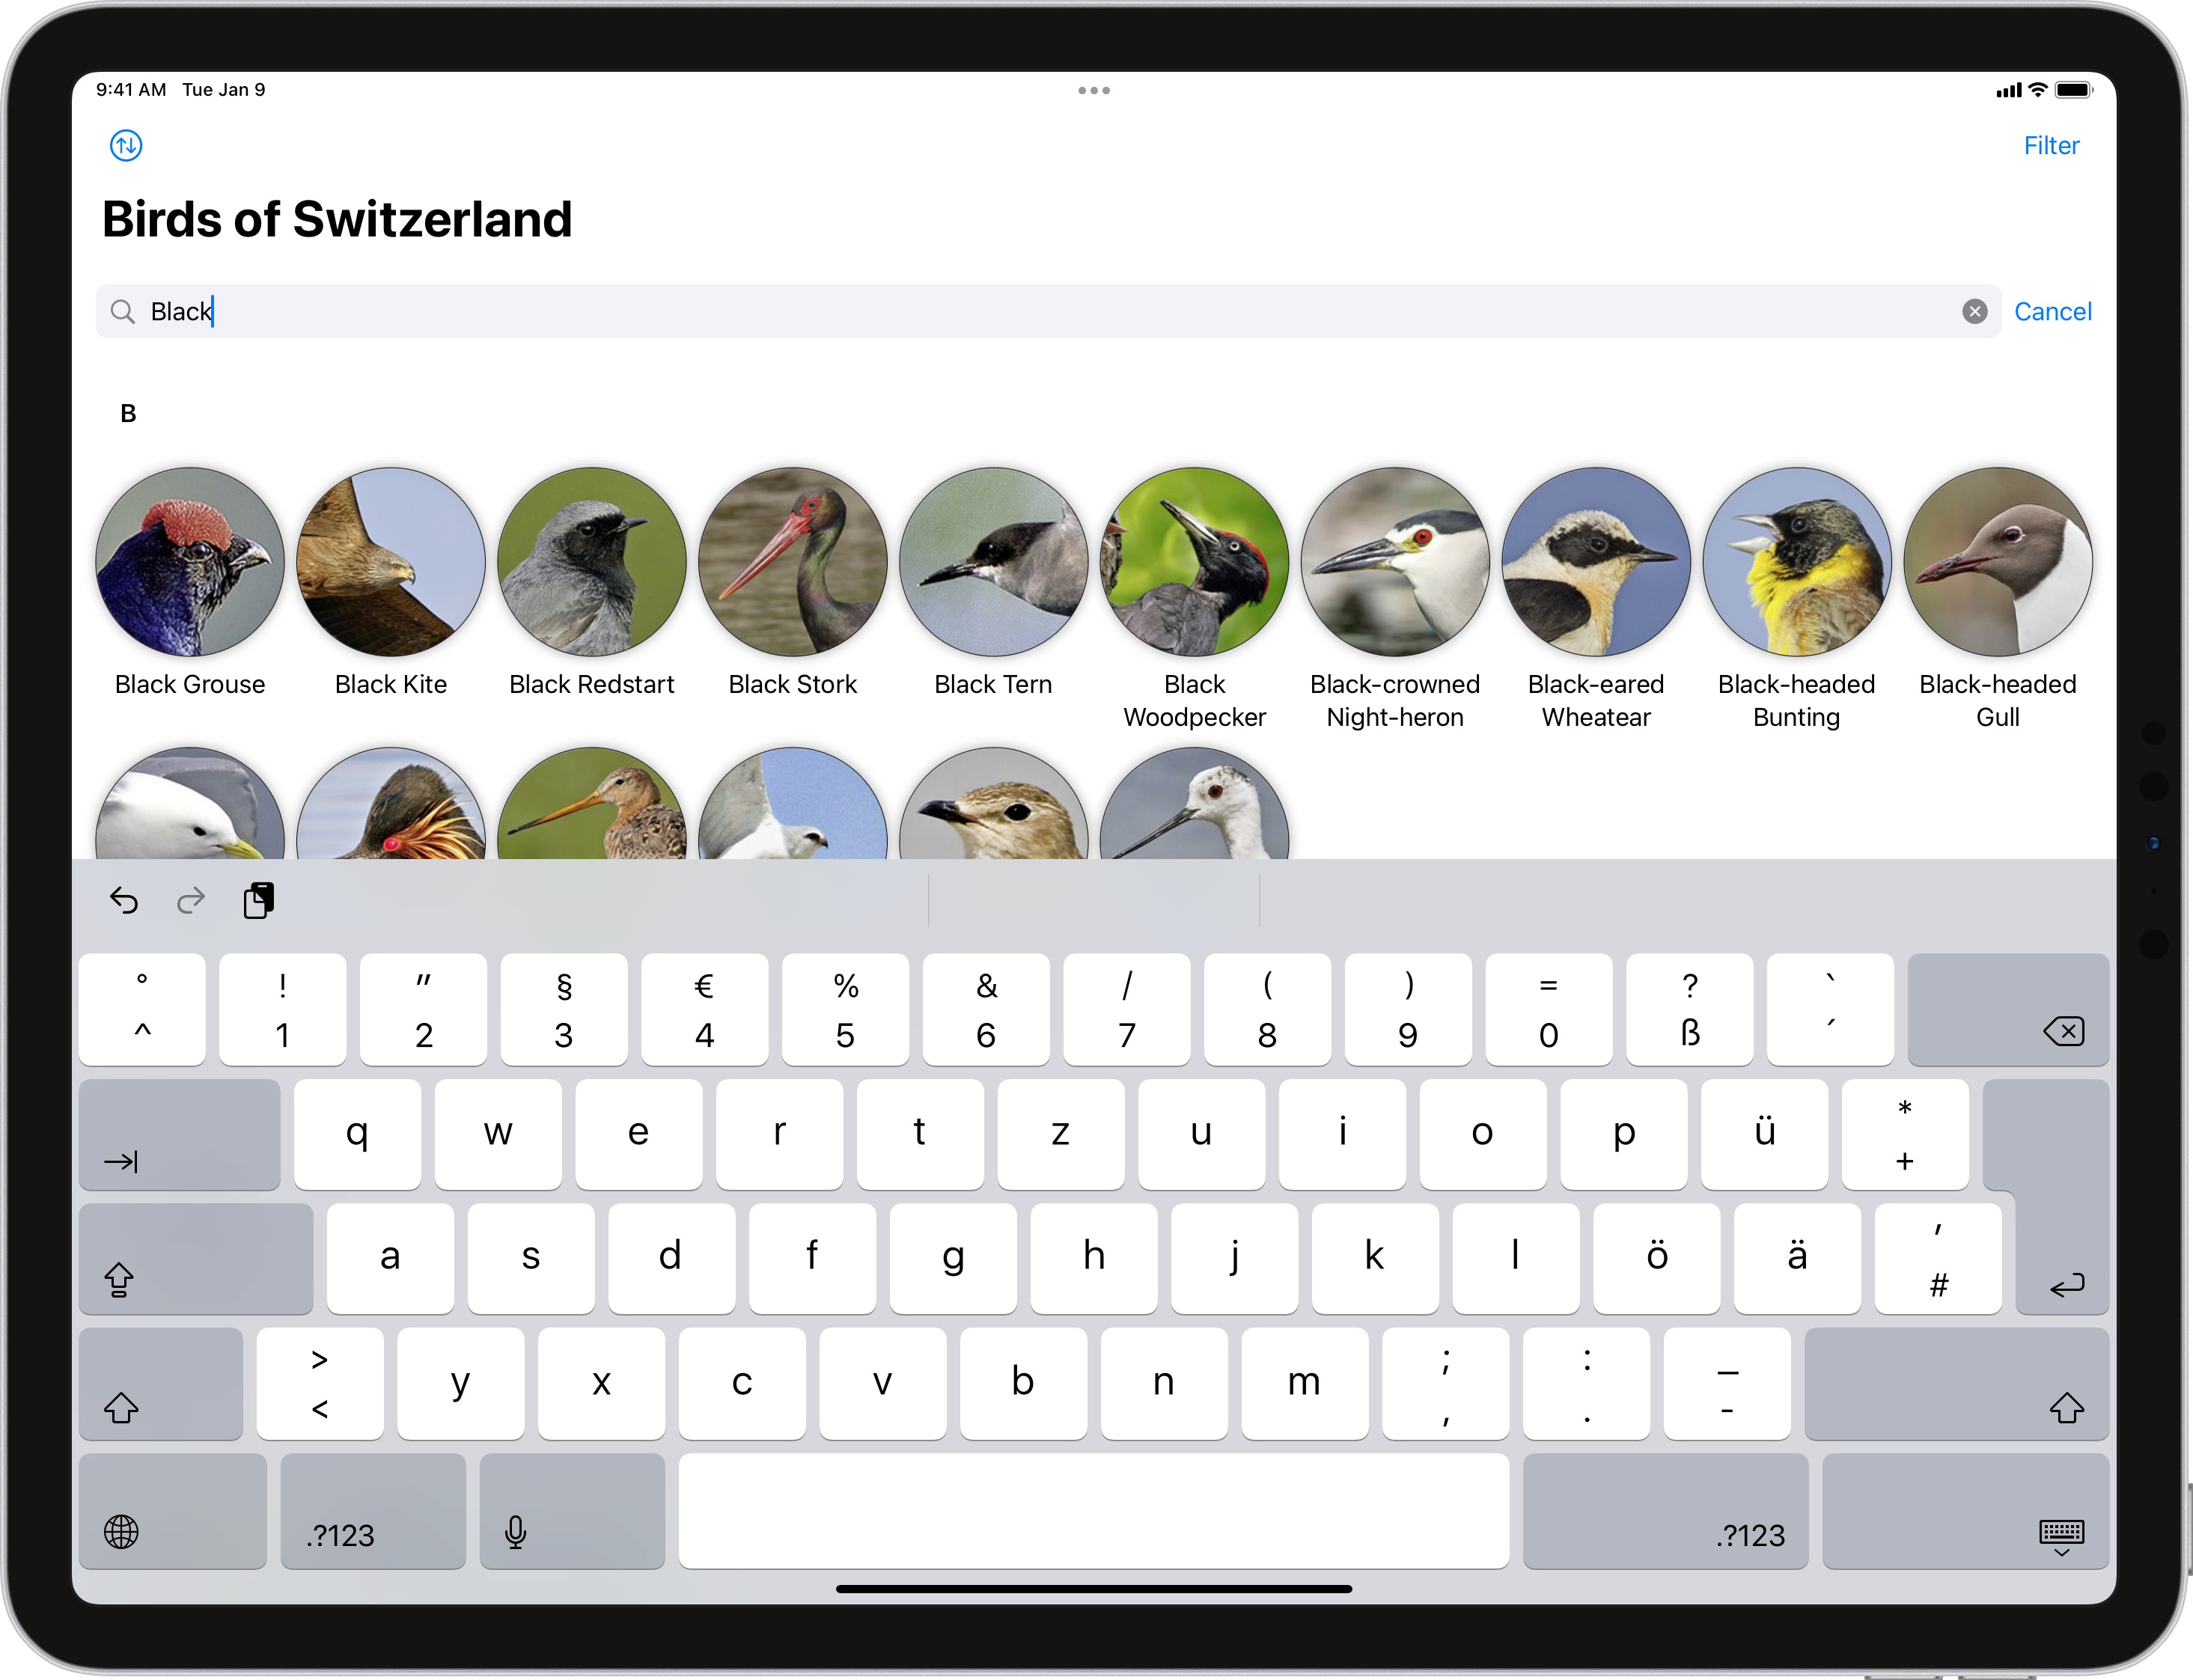 9:41 AM Tue Jan 9
Filter
Birds of Switzerland
Black
Cancel
B
Black Grouse
Black Kite
Black Redstart
Black Stork
Black Tern
Black
Woodpecker
Black-crowned
Night-heron
Black-eared
Wheatear
Black-headed
Bunting
Black-headed
Gull
° ! " § € % & / ( ) = ? `
^ 1 2 3 4 5 6 7 8 9 0 ß ´
q w e r t z u i o p ü * +
a s d f g h j k l ö ä ' #
> < y x c v b n m ; , : . _ -
.?123 .?123